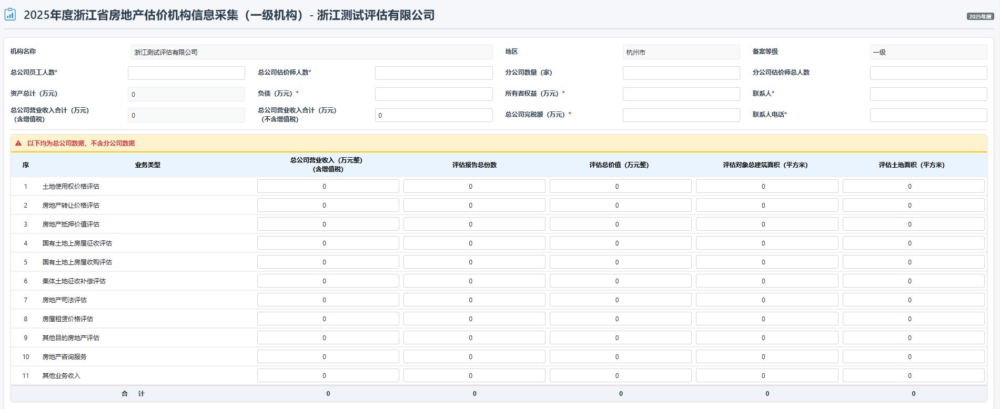 2025年度浙江省房地产估价机构信息采集（一级机构）- 浙江测试评估有限公司
2025年度
机构名称 浙江测试评估有限公司 地区 杭州市 备案等级 一级
总公司员工人数* 总公司估价师人数* 分公司数量（家） 分公司估价师总人数
资产总计（万元） 0 负债（万元）* 所有者权益（万元）* 联系人*
总公司营业收入合计（万元）
（含增值税） 0 总公司营业收入合计（万元）
（不含增值税） 0 总公司完税额（万元）* 联系人电话*
以下均为总公司数据，不含分公司数据
序 业务类型 总公司营业收入（万元整）
（含增值税） 评估报告总份数 评估总价值（万元整） 评估对象总建筑面积（平方米） 评估土地面积（平方米）
1 土地使用权价格评估 0 0 0 0 0
2 房地产转让价格评估 0 0 0 0 0
3 房地产抵押价值评估 0 0 0 0 0
4 国有土地上房屋征收评估 0 0 0 0 0
5 国有土地上房屋收购评估 0 0 0 0 0
6 集体土地征收补偿评估 0 0 0 0 0
7 房地产司法评估 0 0 0 0 0
8 房屋租赁价格评估 0 0 0 0 0
9 其他目的房地产评估 0 0 0 0 0
10 房地产咨询服务 0 0 0 0 0
11 其他业务收入 0 0 0 0 0
合 计 0 0 0 0 0